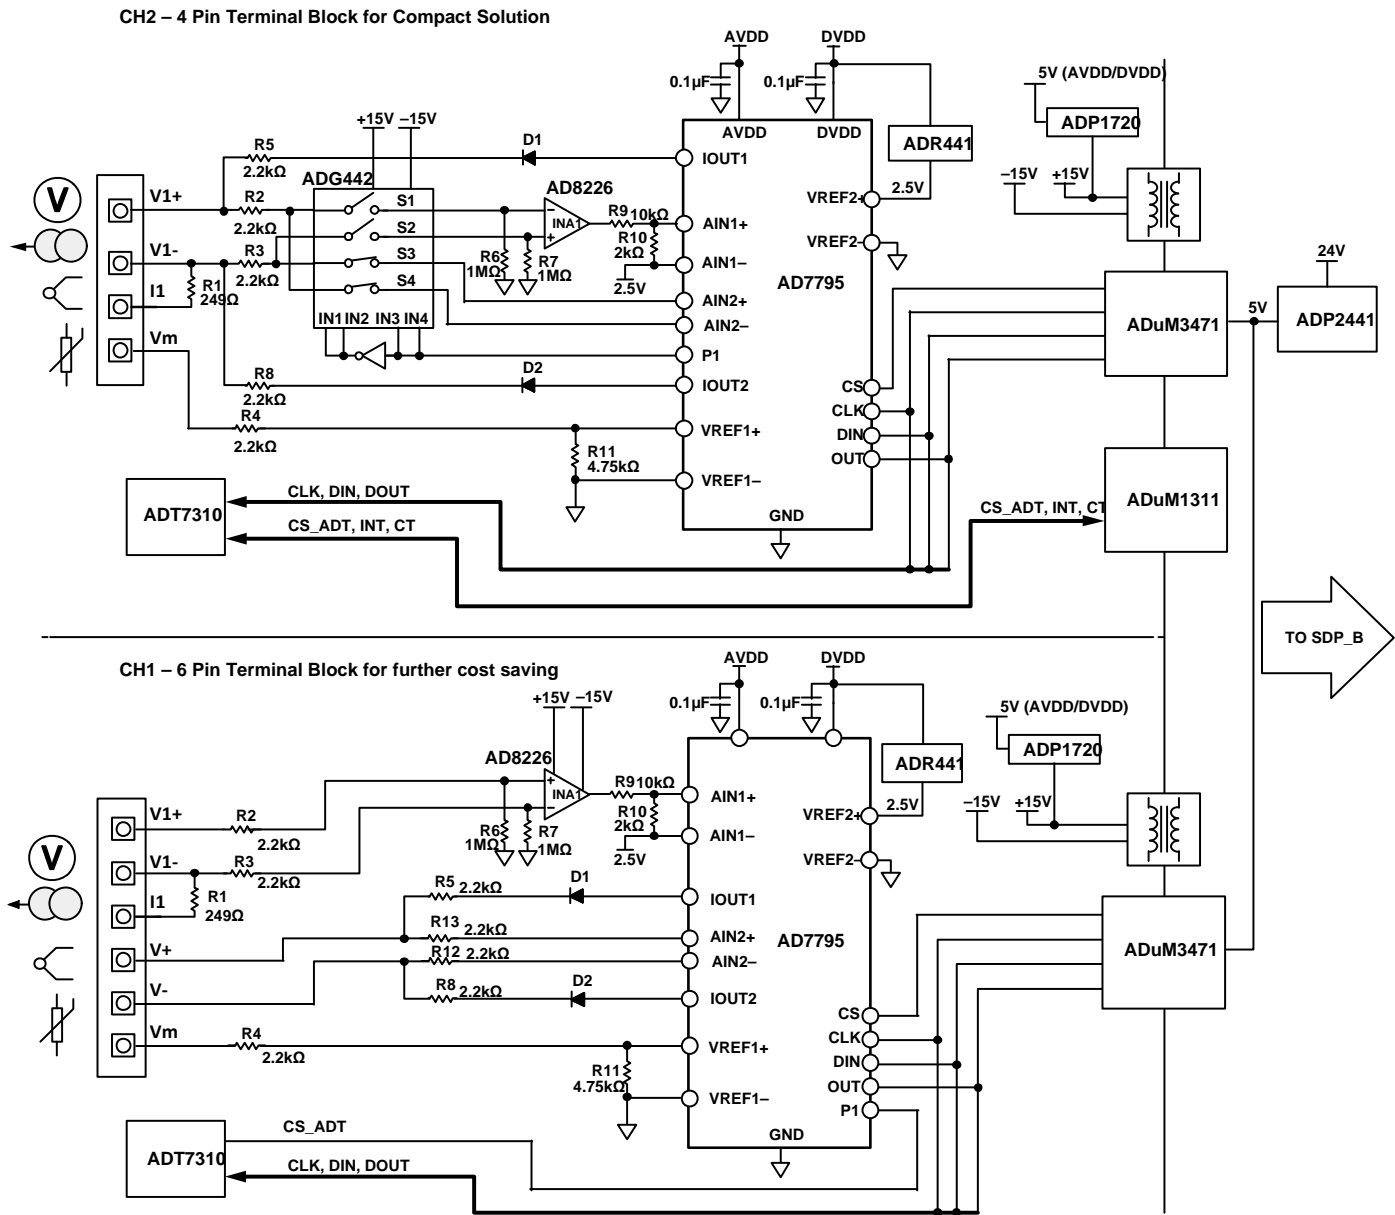 CH2 – 4 Pin Terminal Block for Compact Solution
AVDD
DVDD
5V (AVDD/DVDD)
0.1µF
0.1µF
ADP1720
+15V
–15V
AVDD
DVDD
ADR441
R5
2.2kΩ
D1
IOUT1
ADG442
AD8226
–15V
+15V
V
V1+
R2
2.2kΩ
S1
–
INA1
+
R9
10kΩ
AIN1+
VREF2+
2.5V
S2
R10
2kΩ
VREF2–
V1-
R3
2.2kΩ
S3
R6
1MΩ
R7
1MΩ
AIN1–
2.5V
24V
R1
249Ω
S4
AD7795
I1
AIN2+
5V
IN1
IN2
IN3
IN4
AIN2–
ADuM3471
ADP2441
Vm
P1
R8
2.2kΩ
D2
IOUT2
CS
R4
2.2kΩ
CLK
VREF1+
DIN
R11
4.75kΩ
OUT
VREF1–
CLK, DIN, DOUT
ADuM1311
ADT7310
CS_ADT, INT, CT
GND
CS_ADT, INT, CT
TO SDP_B
CH1 – 6 Pin Terminal Block for further cost saving
AVDD
DVDD
+15V
–15V
0.1µF
0.1µF
5V (AVDD/DVDD)
AD8226
ADR441
ADP1720
+
INA1
–
R9
10kΩ
AIN1+
VREF2+
2.5V
–15V
+15V
V1+
R2
2.2kΩ
R6
1MΩ
R7
1MΩ
R10
2kΩ
2.5V
AIN1–
VREF2–
V
V1-
R3
2.2kΩ
R5
2.2kΩ
D1
IOUT1
I1
R1
249Ω
R13
2.2kΩ
AIN2+
AD7795
V+
R12
2.2kΩ
AIN2–
ADuM3471
V-
R8
2.2kΩ
D2
IOUT2
CS
Vm
R4
2.2kΩ
VREF1+
CLK
R11
4.75kΩ
DIN
OUT
VREF1–
P1
CS_ADT
GND
ADT7310
CLK, DIN, DOUT